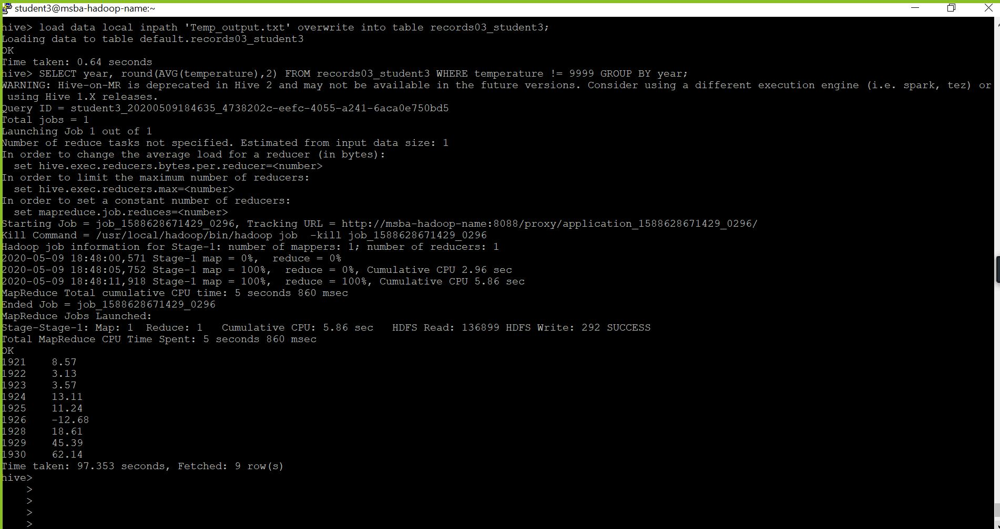 student3@msba-hadoop-name:~
hive> load data local inpath 'Temp_output.txt' overwrite into table records03_student3;
Loading data to table default.records03_student3
OK
Time taken: 0.64 seconds
hive> SELECT year, round(AVG(temperature),2) FROM records03_student3 WHERE temperature != 9999 GROUP BY year;
WARNING: Hive-on-MR is deprecated in Hive 2 and may not be available in the future versions. Consider using a different execution engine (i.e. spark, tez) or
 using Hive 1.X releases.
Query ID = student3_20200509184635_4738202c-eefc-4055-a241-6aca0e750bd5
Total jobs = 1
Launching Job 1 out of 1
Number of reduce tasks not specified. Estimated from input data size: 1
In order to change the average load for a reducer (in bytes):
  set hive.exec.reducers.bytes.per.reducer=<number>
In order to limit the maximum number of reducers:
  set hive.exec.reducers.max=<number>
In order to set a constant number of reducers:
  set mapreduce.job.reduces=<number>
Starting Job = job_1588628671429_0296, Tracking URL = http://msba-hadoop-name:8088/proxy/application_1588628671429_0296/
Kill Command = /usr/local/hadoop/bin/hadoop job  -kill job_1588628671429_0296
Hadoop job information for Stage-1: number of mappers: 1; number of reducers: 1
2020-05-09 18:48:00,571 Stage-1 map = 0%,  reduce = 0%
2020-05-09 18:48:05,752 Stage-1 map = 100%,  reduce = 0%, Cumulative CPU 2.96 sec
2020-05-09 18:48:11,918 Stage-1 map = 100%,  reduce = 100%, Cumulative CPU 5.86 sec
MapReduce Total cumulative CPU time: 5 seconds 860 msec
Ended Job = job_1588628671429_0296
MapReduce Jobs Launched:
Stage-Stage-1: Map: 1  Reduce: 1   Cumulative CPU: 5.86 sec   HDFS Read: 136899 HDFS Write: 292 SUCCESS
Total MapReduce CPU Time Spent: 5 seconds 860 msec
OK
1921    8.57
1922    3.13
1923    3.57
1924    13.11
1925    11.24
1926    -12.68
1928    18.61
1929    45.39
1930    62.14
Time taken: 97.353 seconds, Fetched: 9 row(s)
hive>
    >
    >
    >
    >